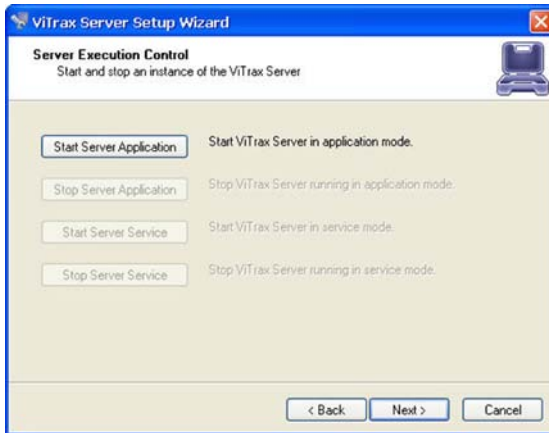 ViTrax Server Setup Wizard
Server Execution Control
Start and stop an instance of the ViTrax Server
Start Server Application Start ViTrax Server in application mode.
Stop Server Application Stop ViTrax Server running in application mode.
Start Server Service Start ViTrax Server in service mode.
Stop Server Service Stop ViTrax Server running in service mode.
< Back Next > Cancel